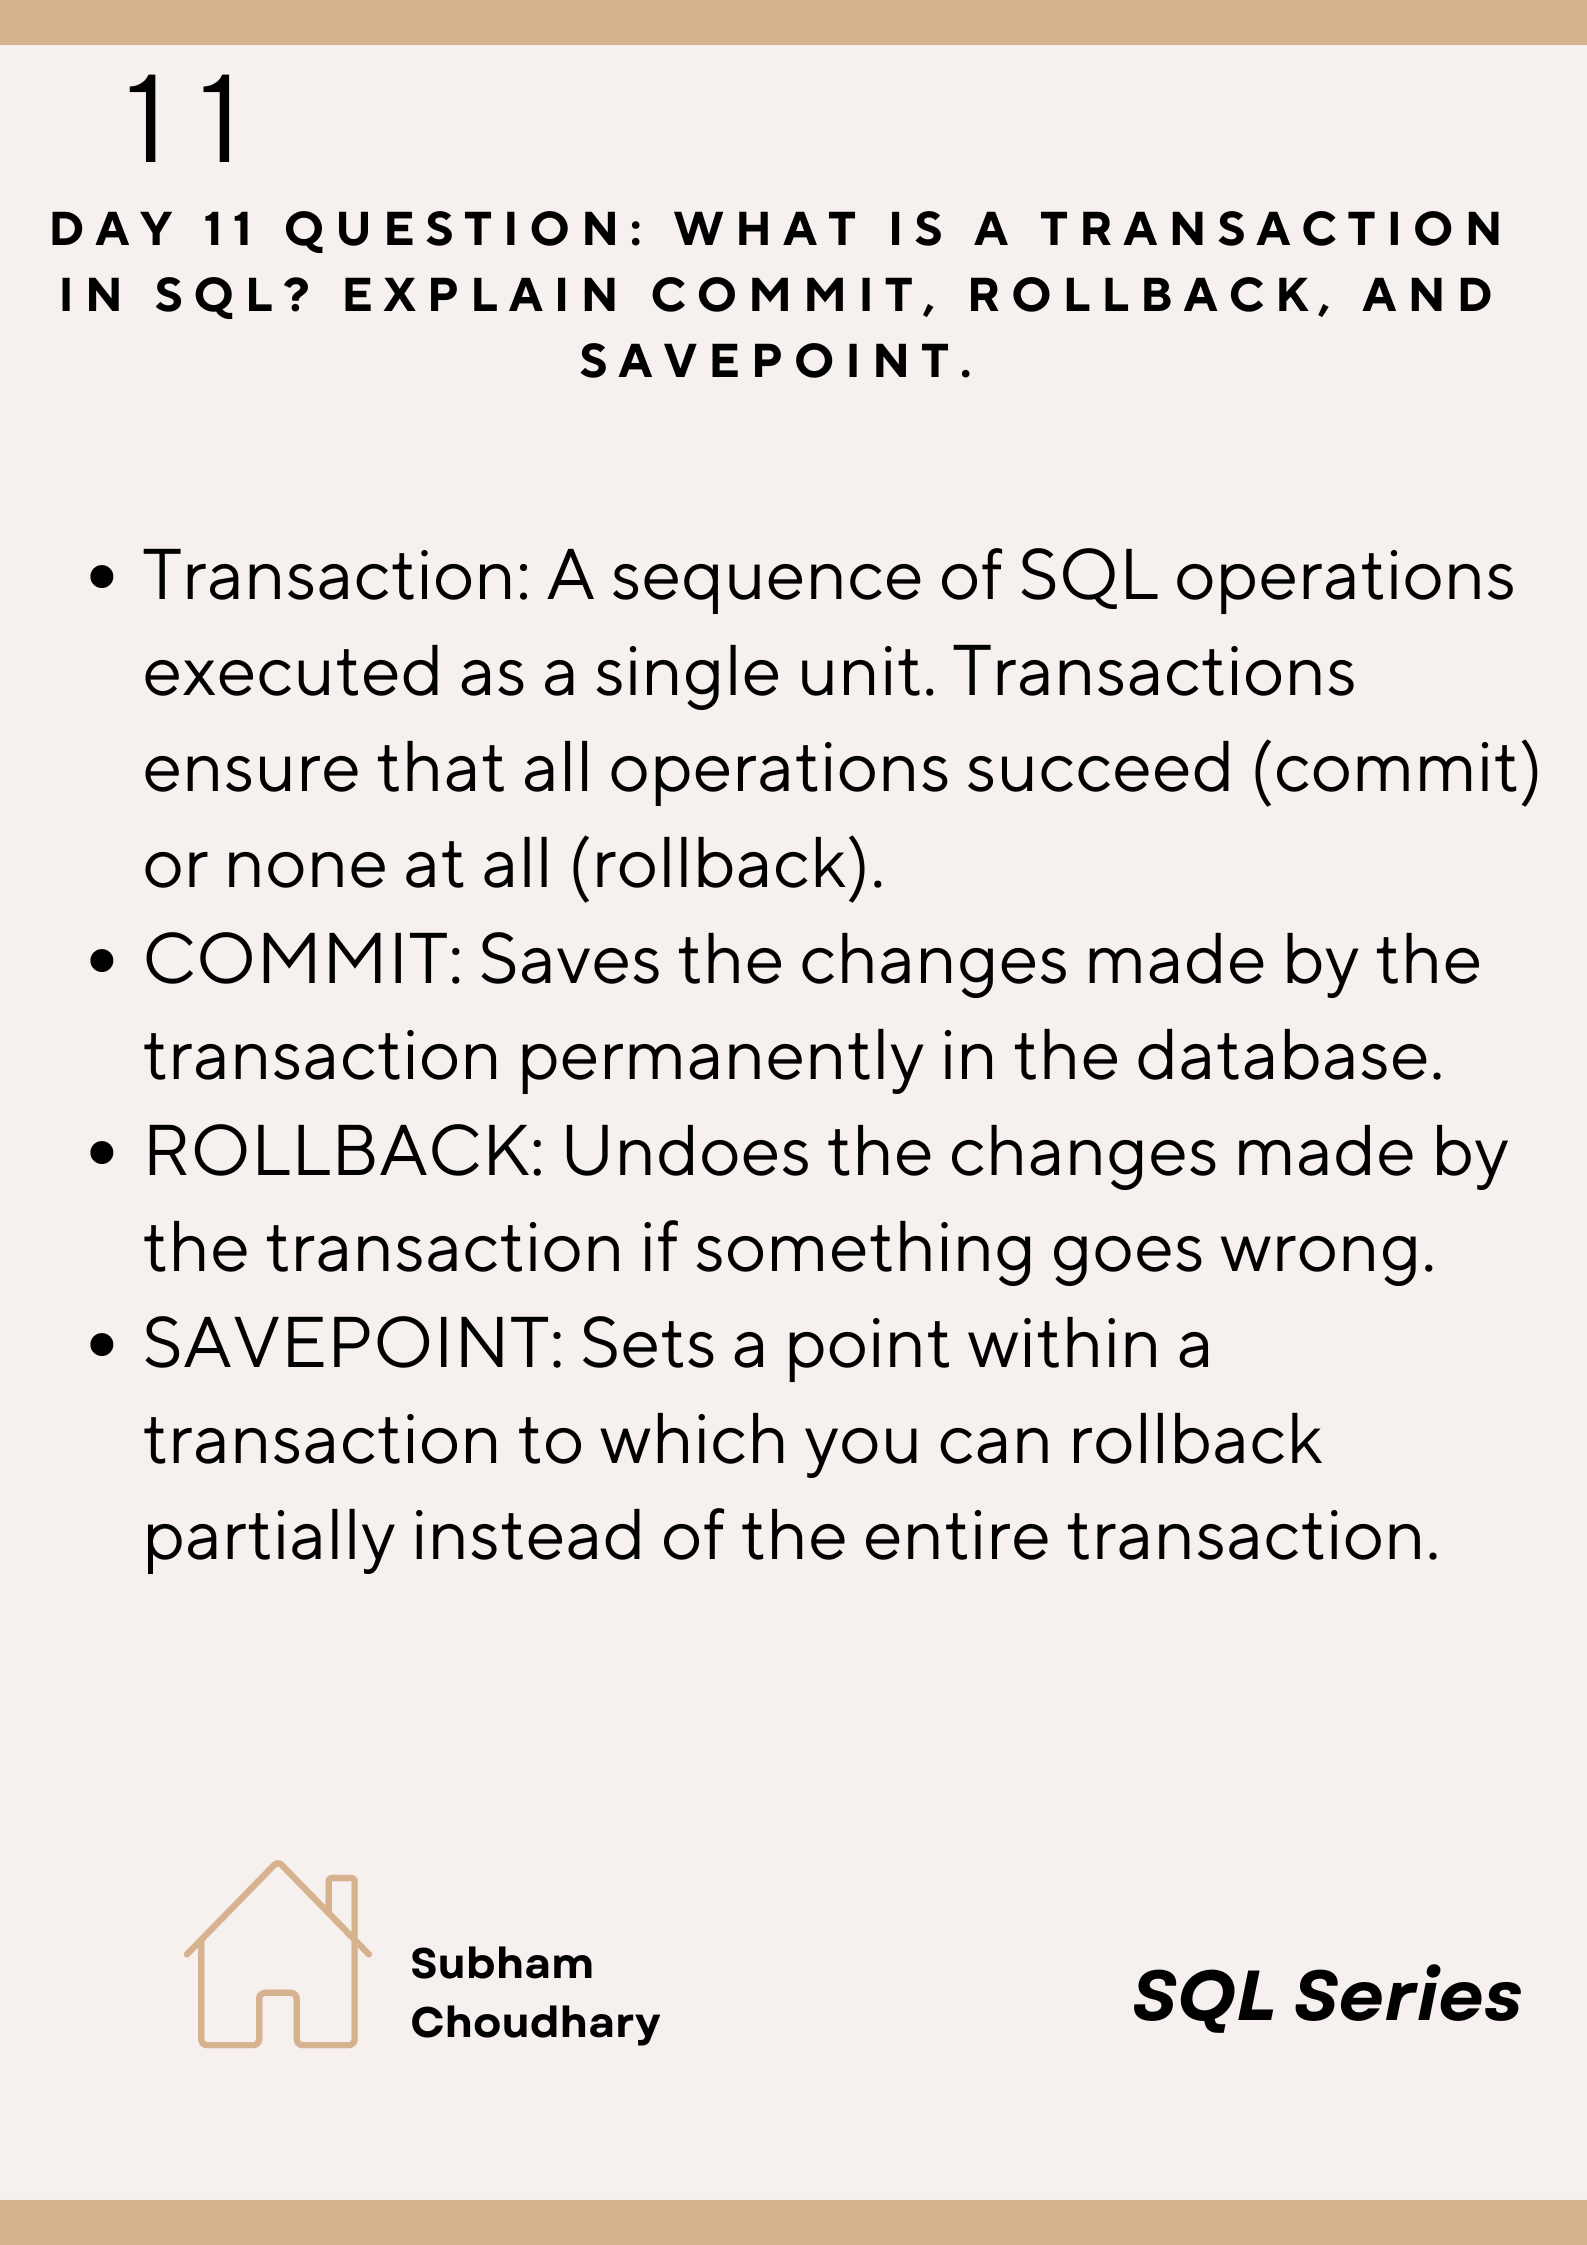 11
DAY 11 QUESTION: WHAT IS A TRANSACTION
IN SQL? EXPLAIN COMMIT, ROLLBACK, AND
SAVEPOINT.
• Transaction: A sequence of SQL operations
executed as a single unit. Transactions
ensure that all operations succeed (commit)
or none at all (rollback).
• COMMIT: Saves the changes made by the
transaction permanently in the database.
• ROLLBACK: Undoes the changes made by
the transaction if something goes wrong.
• SAVEPOINT: Sets a point within a
transaction to which you can rollback
partially instead of the entire transaction.
Subham
Choudhary
SQL Series